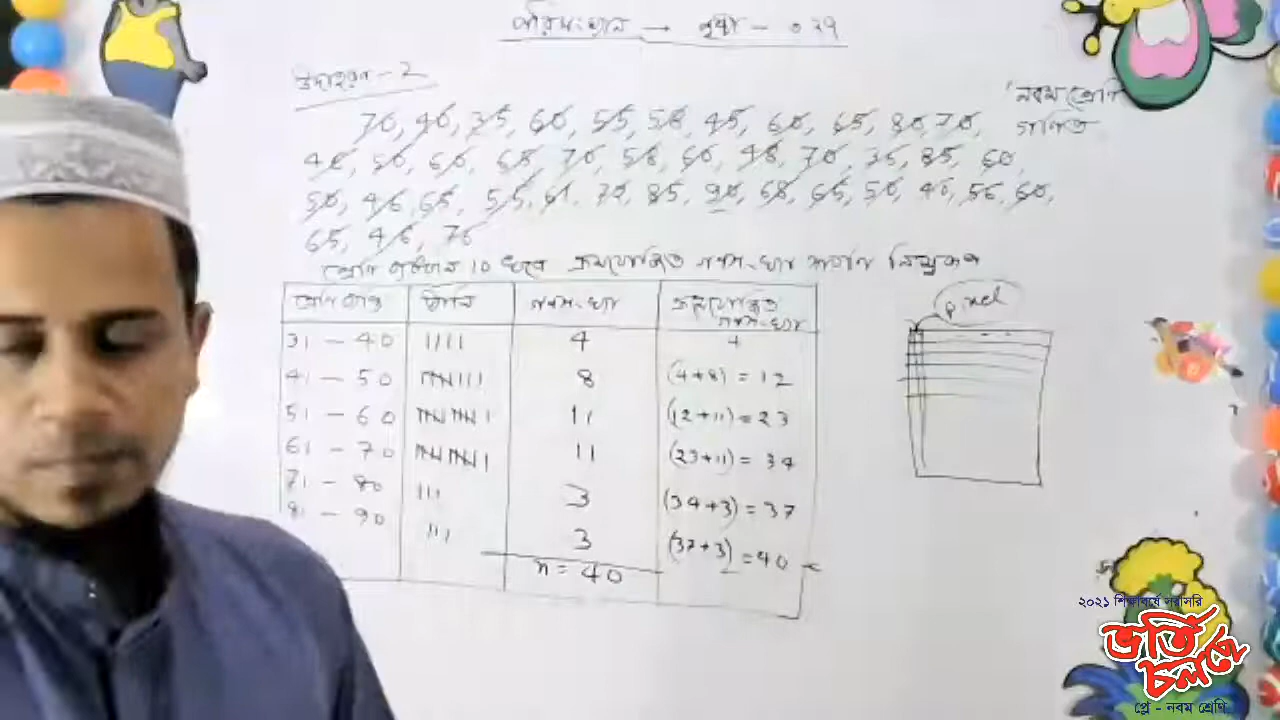 পরিসংখ্যান → পৃষ্ঠা - ৩২৭
উদাহরণ - 2
নবম শ্রেণি
গণিত
70, 40, 35, 60, 55, 58, 45, 60, 65, 80, 70,
50, 60, 65, 70, 58, 60, 48, 70, 36, 85, 60,
50, 46, 65, 55, 61, 72, 85, 90, 68, 65, 50, 40, 56, 60,
65, 46, 76
শ্রেণি ব্যবধান 10 ধরে ক্রমযোজিত গণসংখ্যা সারণি নিম্নরূপ
শ্রেণি ব্যাপ্তি ট্যালি গণসংখ্যা ক্রমযোজিত গণসংখ্যা
31 - 40 |||| 4 4
41 - 50 8 (4+8) = 12
51 - 60 11 (12+11) = 23
61 - 70 11 (23+11) = 34
71 - 80 ||| 3 (34+3) = 37
81 - 90 ||| 3 (37+3) = 40
n = 40
২০২১ শিক্ষাবর্ষে সরাসরি
ভর্তি চলছে
প্লে - নবম শ্রেণি